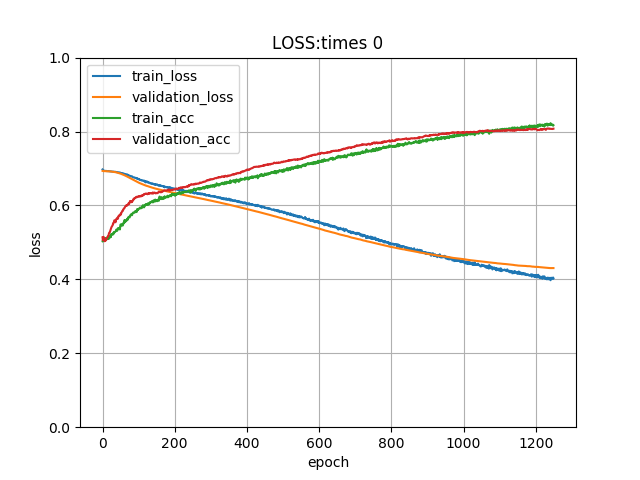 LOSS:times 0
1.0
0.8
0.6
0.4
0.2
0.0
loss
train_loss
validation_loss
train_acc
validation_acc
0 200 400 600 800 1000 1200
epoch